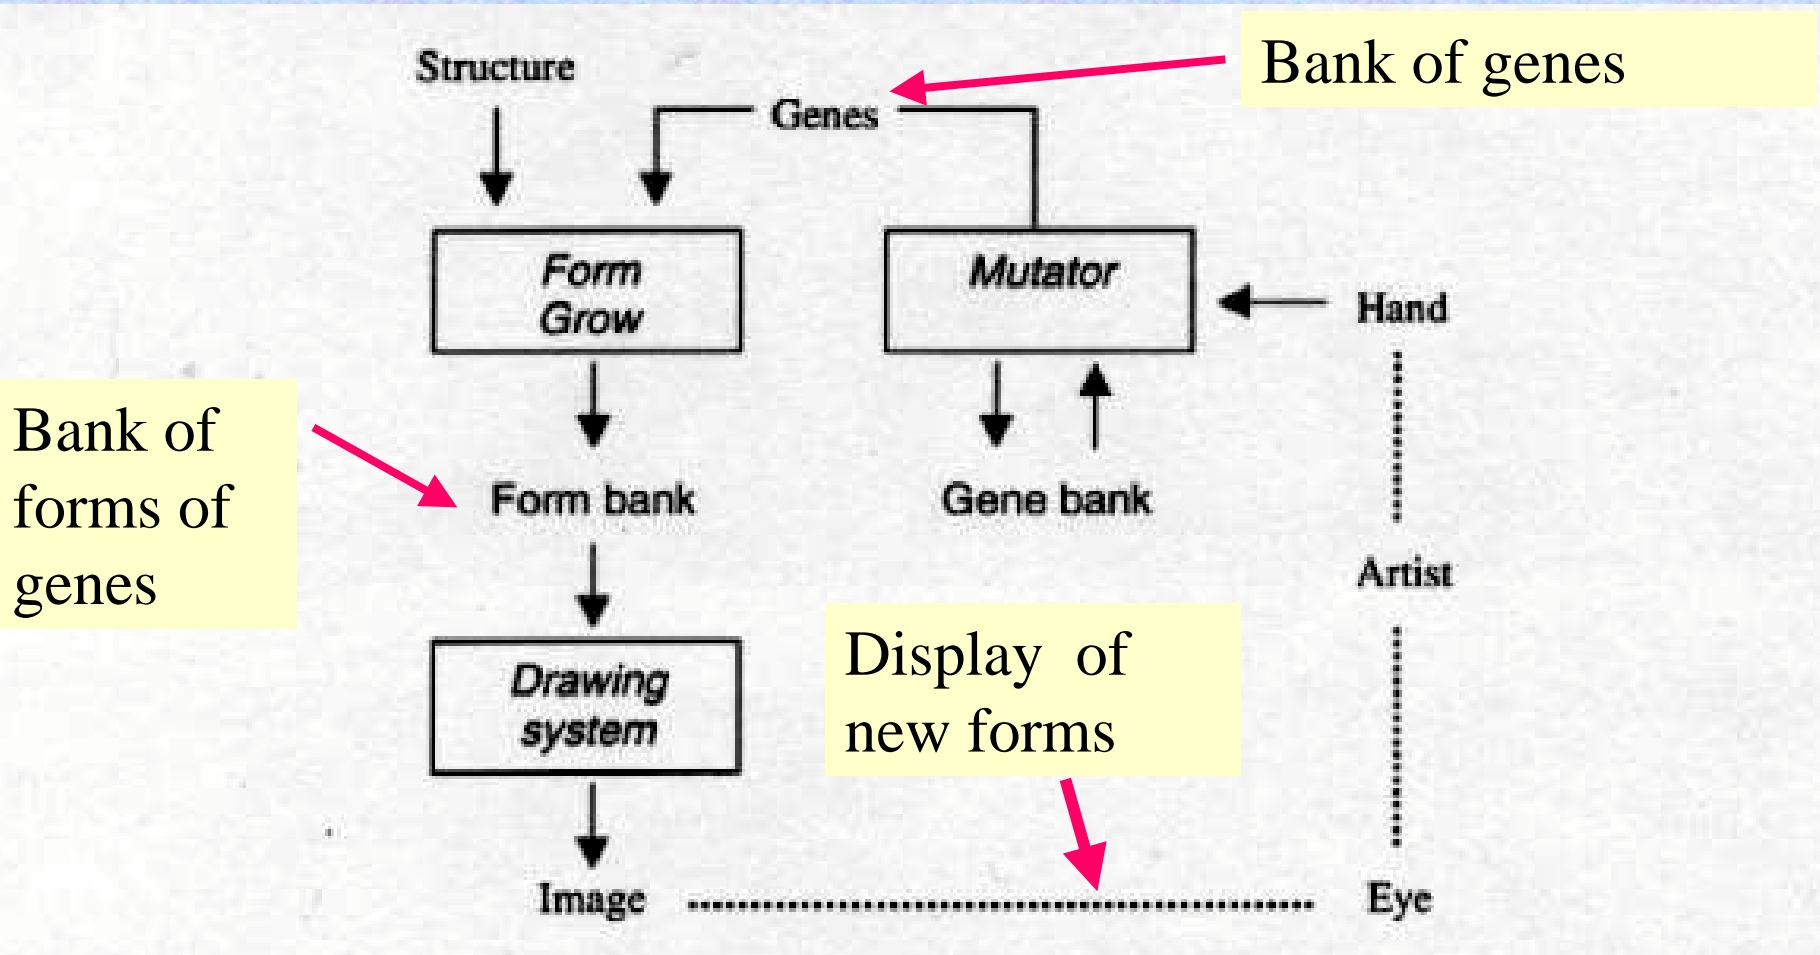 Structure
Genes
Bank of genes
Form
Grow
Mutator
Hand
Bank of
forms of
genes
Form bank
Gene bank
Artist
Drawing
system
Display of
new forms
Image
Eye